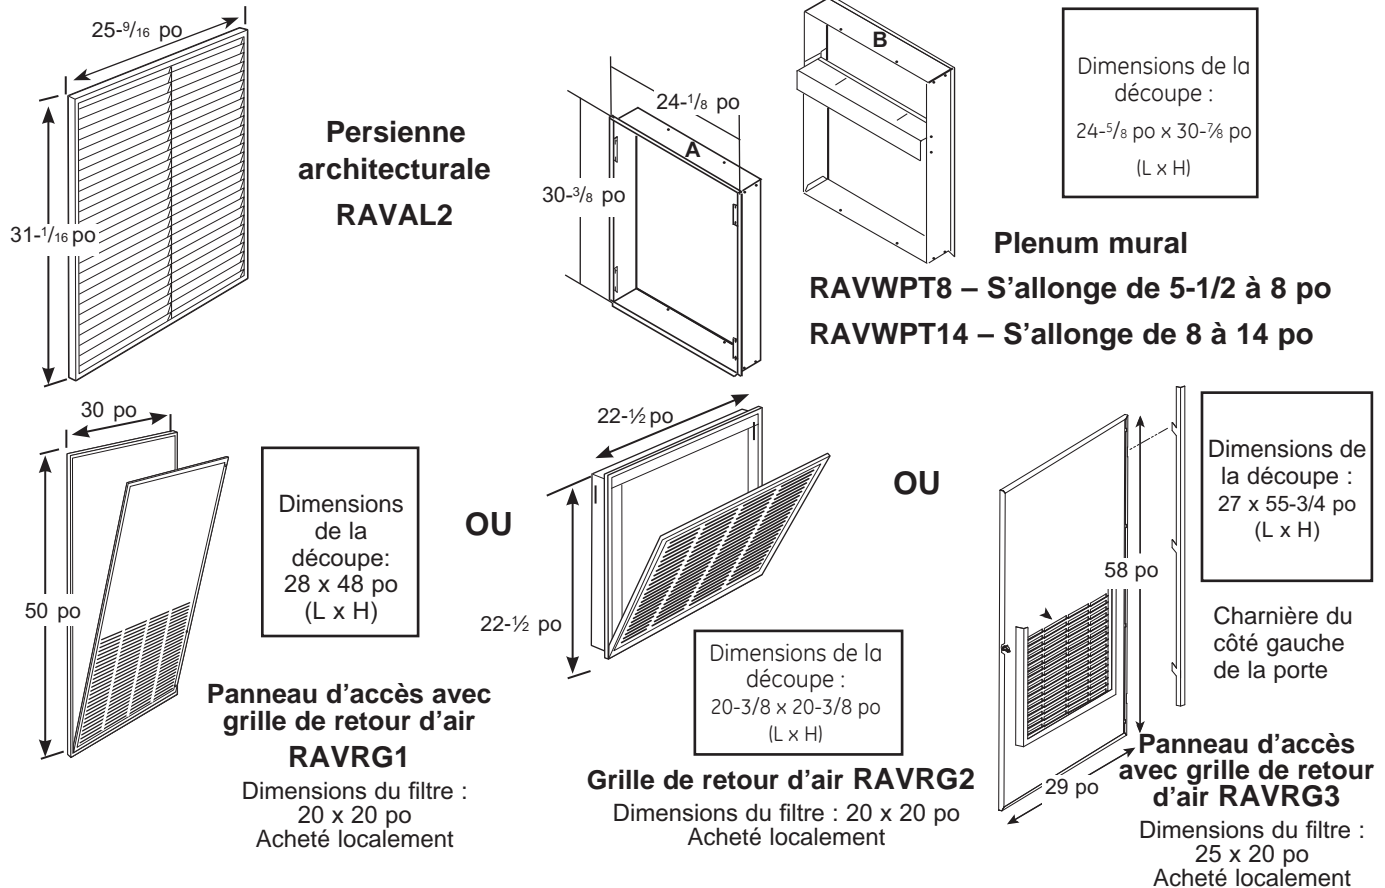 25-9/16 po
31-1/16 po
Persienne
architecturale
RAVAL2
24-1/8 po
30-3/8 po
A
B
Dimensions de la
découpe :
24-5/8 po x 30-7/8 po
(L x H)
Plenum mural
RAVWPT8 – S'allonge de 5-1/2 à 8 po
RAVWPT14 – S'allonge de 8 à 14 po
30 po
50 po
Dimensions
de la
découpe:
28 x 48 po
(L x H)
Panneau d'accès avec
grille de retour d'air
RAVRG1
Dimensions du filtre :
20 x 20 po
Acheté localement
OU
22-½ po
22-½ po
Dimensions de la
découpe :
20-3/8 x 20-3/8 po
(L x H)
Grille de retour d'air RAVRG2
Dimensions du filtre : 20 x 20 po
Acheté localement
OU
58 po
29 po
Dimensions de
la découpe :
27 x 55-3/4 po
(L x H)
Charnière du
côté gauche
de la porte
Panneau d'accès
avec grille de retour
d'air RAVRG3
Dimensions du filtre :
25 x 20 po
Acheté localement